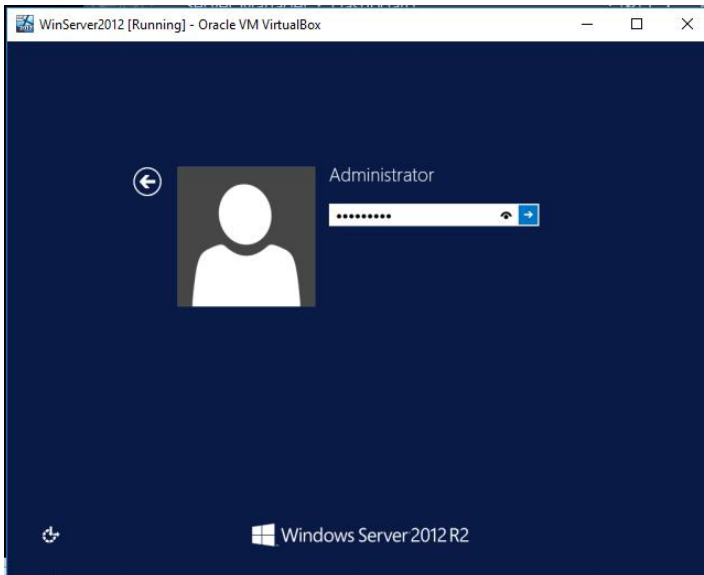 WinServer2012 [Running] - Oracle VM VirtualBox
Administrator
•••••••••
Windows Server 2012 R2